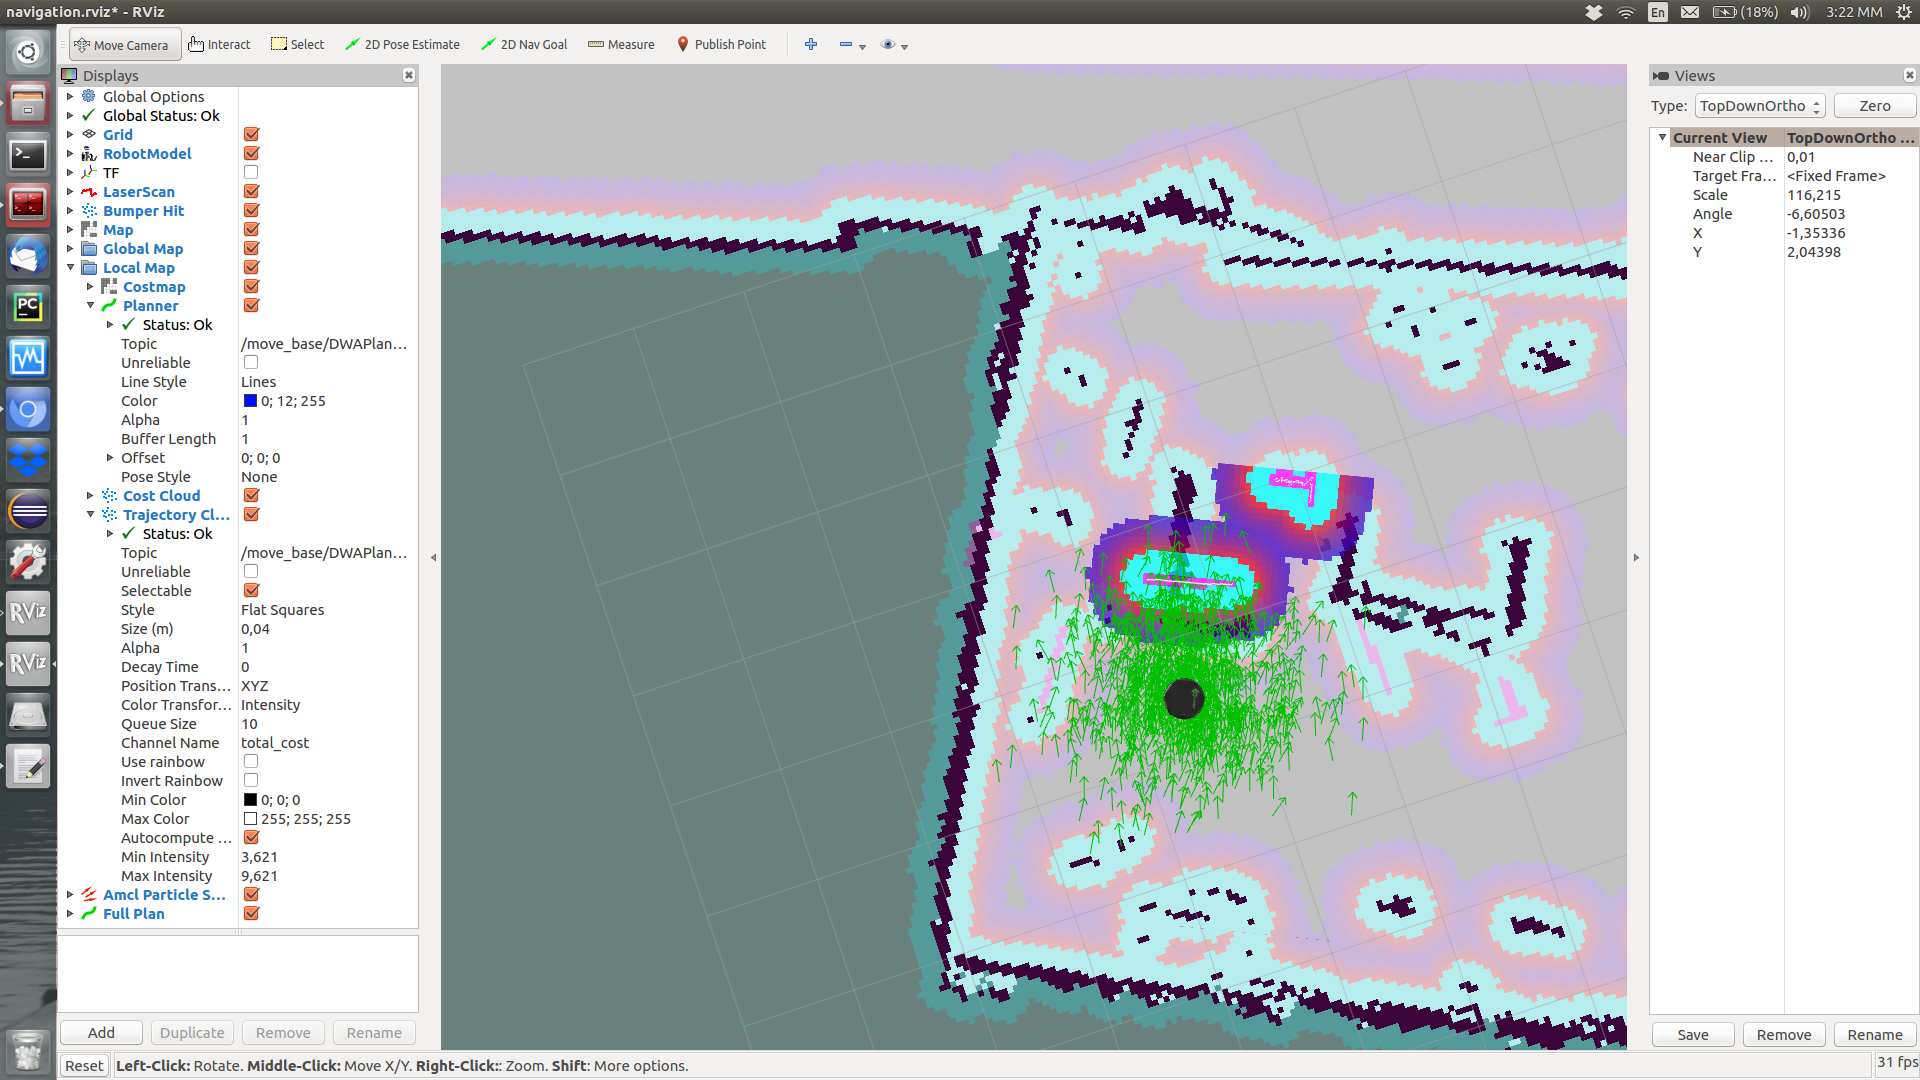 navigation.rviz* - RViz
En
(18%)
3:22 MM
Move Camera
Interact
Select
2D Pose Estimate
2D Nav Goal
Measure
Publish Point
Displays
Global Options
Global Status: Ok
Grid
RobotModel
TF
LaserScan
Bumper Hit
Map
Global Map
Local Map
Costmap
Planner
Status: Ok
Topic /move_base/DWAPlan...
Unreliable
Line Style Lines
Color 0; 12; 255
Alpha 1
Buffer Length 1
Offset 0; 0; 0
Pose Style None
Cost Cloud
Trajectory Cl...
Status: Ok
Topic /move_base/DWAPlan...
Unreliable
Selectable
Style Flat Squares
Size (m) 0,04
Alpha 1
Decay Time 0
Position Trans... XYZ
Color Transfor... Intensity
Queue Size 10
Channel Name total_cost
Use rainbow
Invert Rainbow
Min Color 0; 0; 0
Max Color 255; 255; 255
Autocompute ...
Min Intensity 3,621
Max Intensity 9,621
Amcl Particle S...
Full Plan
Add
Duplicate
Remove
Rename
Reset
Left-Click: Rotate. Middle-Click: Move X/Y. Right-Click:: Zoom. Shift: More options.
31 fps
Views
Type: TopDownOrtho
Zero
Current View TopDownOrtho ...
Near Clip ... 0,01
Target Fra... <Fixed Frame>
Scale 116,215
Angle -6,60503
X -1,35336
Y 2,04398
Save
Remove
Rename
PC
RViz
RViz